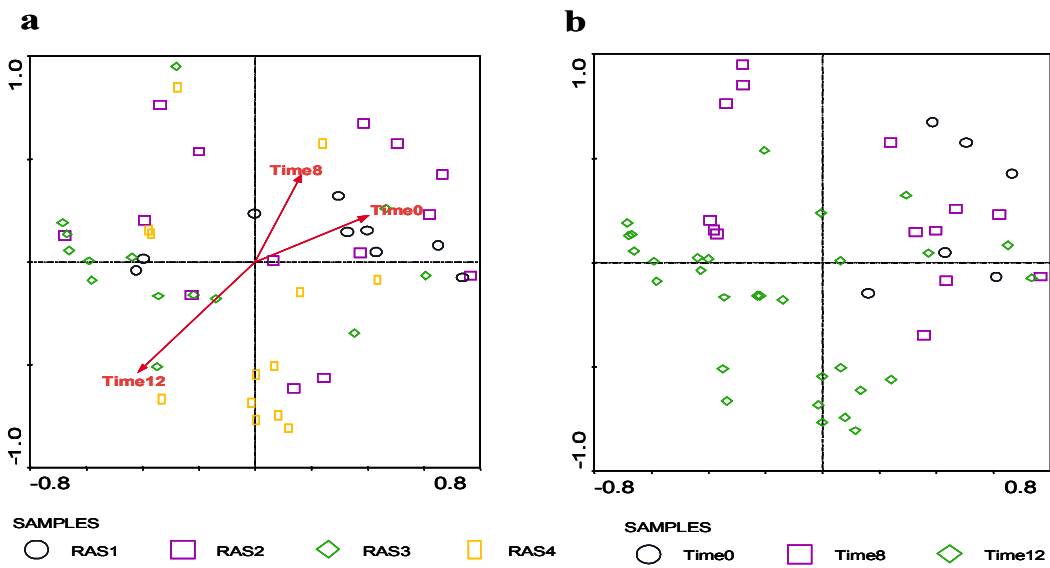 a
b
1.0
1.0
Time8
Time0
Time12
-1.0
-1.0
-0.8
0.8
-0.8
0.8
SAMPLES
RAS1
RAS2
RAS3
RAS4
SAMPLES
Time0
Time8
Time12